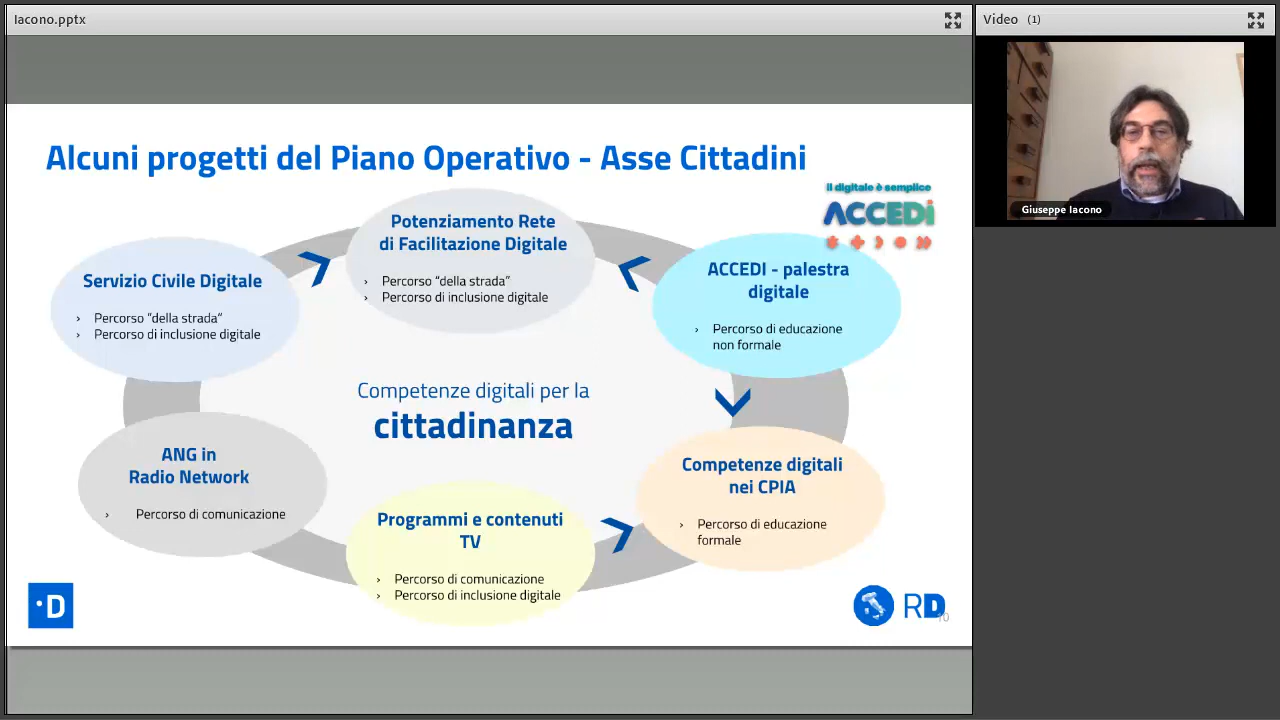 Iacono.pptx
Video (1)
Giuseppe Iacono
Alcuni progetti del Piano Operativo - Asse Cittadini
il digitale è semplice
ACCEDi
Potenziamento Rete
di Facilitazione Digitale
› Percorso “della strada”
› Percorso di inclusione digitale
Servizio Civile Digitale
› Percorso “della strada”
› Percorso di inclusione digitale
ACCEDI - palestra
digitale
› Percorso di educazione
non formale
Competenze digitali per la
cittadinanza
ANG in
Radio Network
› Percorso di comunicazione
Competenze digitali
nei CPIA
› Percorso di educazione
formale
Programmi e contenuti
TV
› Percorso di comunicazione
› Percorso di inclusione digitale
·D
RD
10